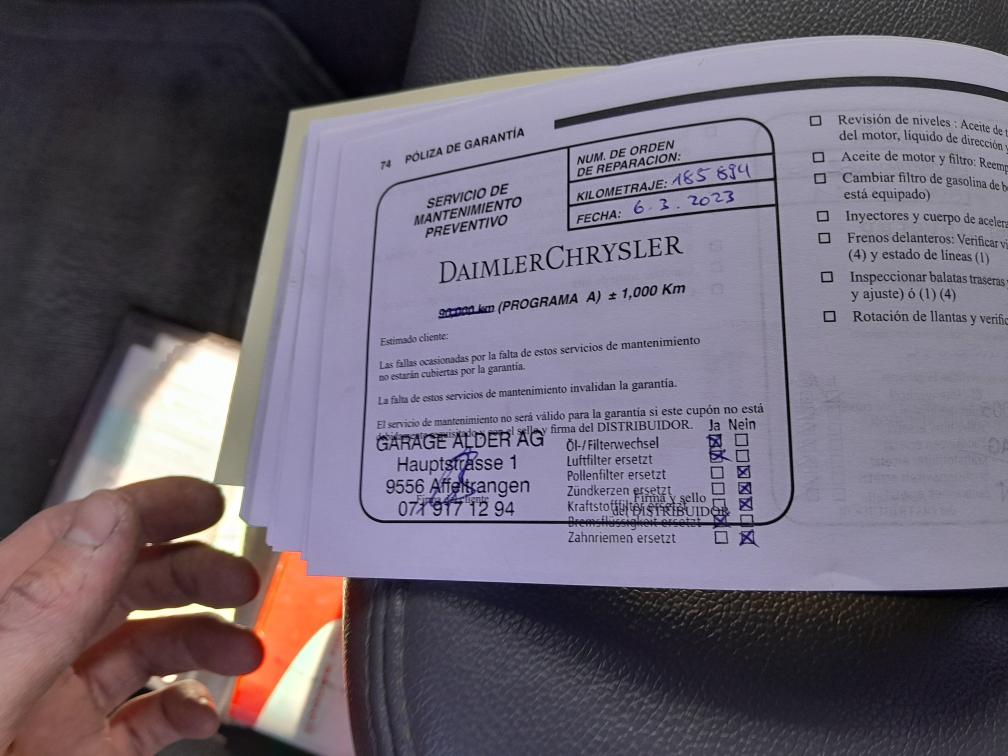 74 PÓLIZA DE GARANTÍA
SERVICIO DE
MANTENIMIENTO
PREVENTIVO
NUM. DE ORDEN
DE REPARACION:
KILOMETRAJE: 185 894
FECHA: 6.3.2023
DAIMLERCHRYSLER
90,000 km (PROGRAMA A) ± 1,000 Km
Estimado cliente:
Las fallas ocasionadas por la falta de estos servicios de mantenimiento
no estarán cubiertas por la garantía.
La falta de estos servicios de mantenimiento invalidan la garantía.
El servicio de mantenimiento no será válido para la garantía si este cupón no está
y firma del DISTRIBUIDOR.
GARAGE ALDER AG
Hauptstrasse 1
9556 Affeltrangen
071 917 12 94
Ja Nein
Öl-/Filterwechsel
Luftfilter ersetzt
Pollenfilter ersetzt
Zündkerzen ersetzt
Kraftstofffilter ersetzt
Bremsflüssigkeit ersetzt
Zahnriemen ersetzt
Firma y sello
del DISTRIBUIDOR
Revisión de niveles : Aceite de
del motor, líquido de dirección y
Aceite de motor y filtro:
Cambiar filtro de gasolina de
está equipado)
Inyectores y cuerpo de
Frenos delanteros: Verificar
(4) y estado de líneas (1)
Inspeccionar balatas traseras
y ajuste) ó (1) (4)
Rotación de llantas y